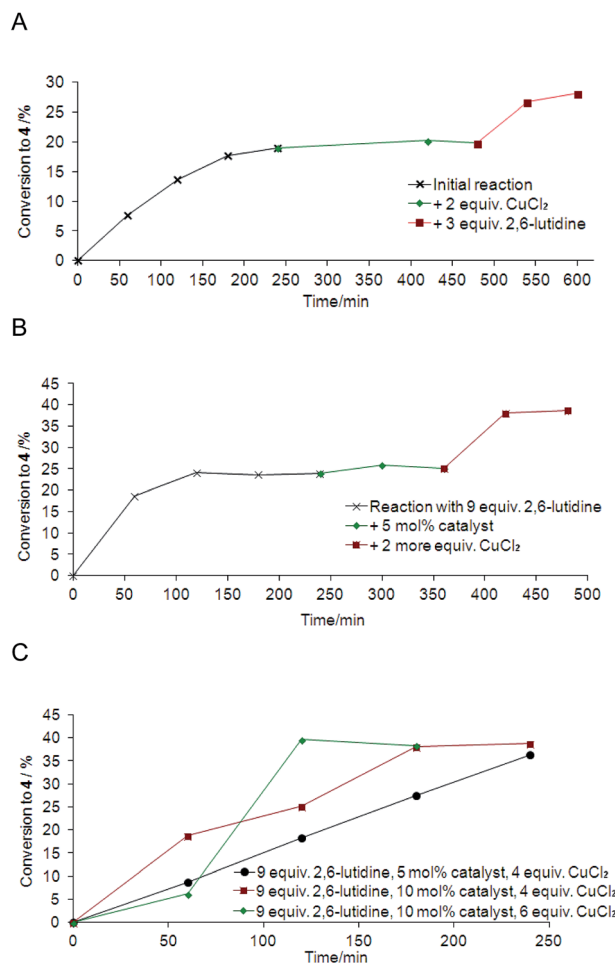 A
Conversion to 4 /%
30
25
20
15
10
5
0
0 50 100 150 200 250 300 350 400 450 500 550 600
Time/min
Initial reaction
+ 2 equiv. CuCl₂
+ 3 equiv. 2,6-lutidine
B
Conversion to 4 /%
45
40
35
30
25
20
15
10
5
0
0 50 100 150 200 250 300 350 400 450 500
Time/min
Reaction with 9 equiv. 2,6-lutidine
+ 5 mol% catalyst
+ 2 more equiv. CuCl₂
C
Conversion to 4 / %
45
40
35
30
25
20
15
10
5
0
0 50 100 150 200 250
Time/min
9 equiv. 2,6-lutidine, 5 mol% catalyst, 4 equiv. CuCl₂
9 equiv. 2,6-lutidine, 10 mol% catalyst, 4 equiv. CuCl₂
9 equiv. 2,6-lutidine, 10 mol% catalyst, 6 equiv. CuCl₂